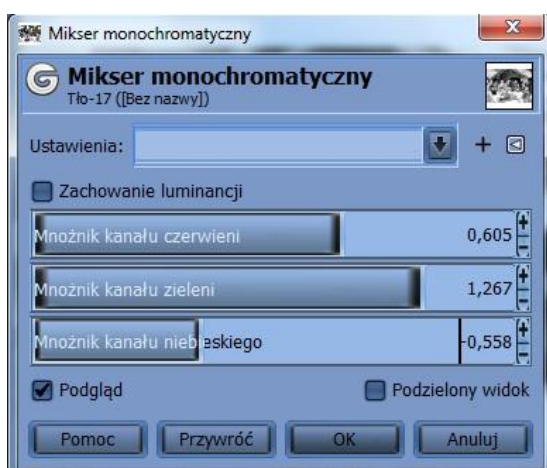 Mikser monochromatyczny
Mikser monochromatyczny
Tło-17 ([Bez nazwy])
Ustawienia:
Zachowanie luminancji
Mnożnik kanału czerwieni 0,605
Mnożnik kanału zieleni 1,267
Mnożnik kanału niebieskiego -0,558
Podgląd Podzielony widok
Pomoc Przywróć OK Anuluj